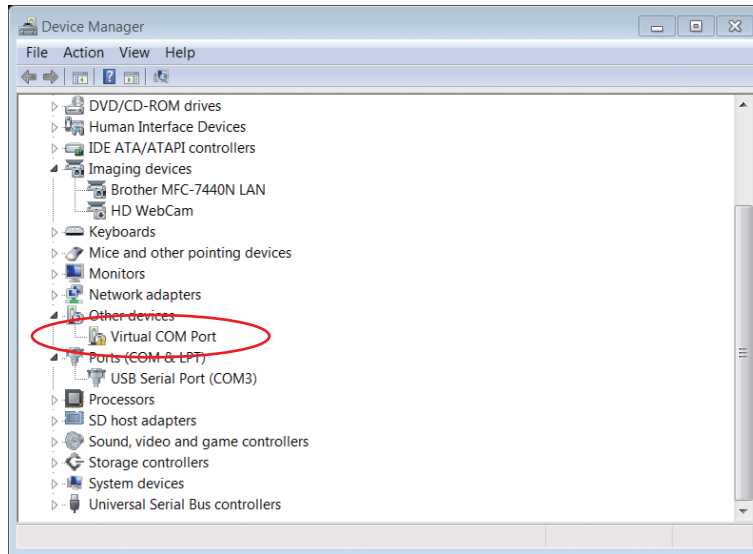 Device Manager
File Action View Help
DVD/CD-ROM drives
Human Interface Devices
IDE ATA/ATAPI controllers
Imaging devices
Brother MFC-7440N LAN
HD WebCam
Keyboards
Mice and other pointing devices
Monitors
Network adapters
Other devices
Virtual COM Port
Ports (COM & LPT)
USB Serial Port (COM3)
Processors
SD host adapters
Sound, video and game controllers
Storage controllers
System devices
Universal Serial Bus controllers